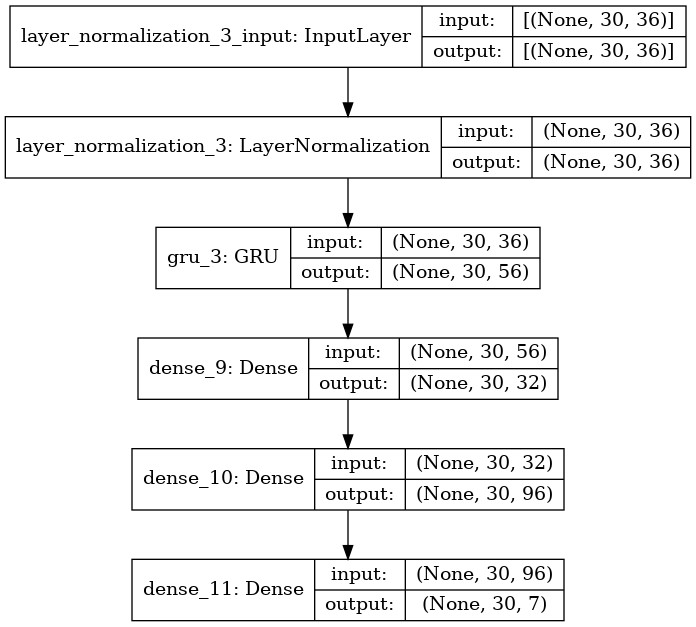 layer_normalization_3_input: InputLayer
input:
[(None, 30, 36)]
output:
[(None, 30, 36)]
layer_normalization_3: LayerNormalization
input:
(None, 30, 36)
output:
(None, 30, 36)
gru_3: GRU
input:
(None, 30, 36)
output:
(None, 30, 56)
dense_9: Dense
input:
(None, 30, 56)
output:
(None, 30, 32)
dense_10: Dense
input:
(None, 30, 32)
output:
(None, 30, 96)
dense_11: Dense
input:
(None, 30, 96)
output:
(None, 30, 7)